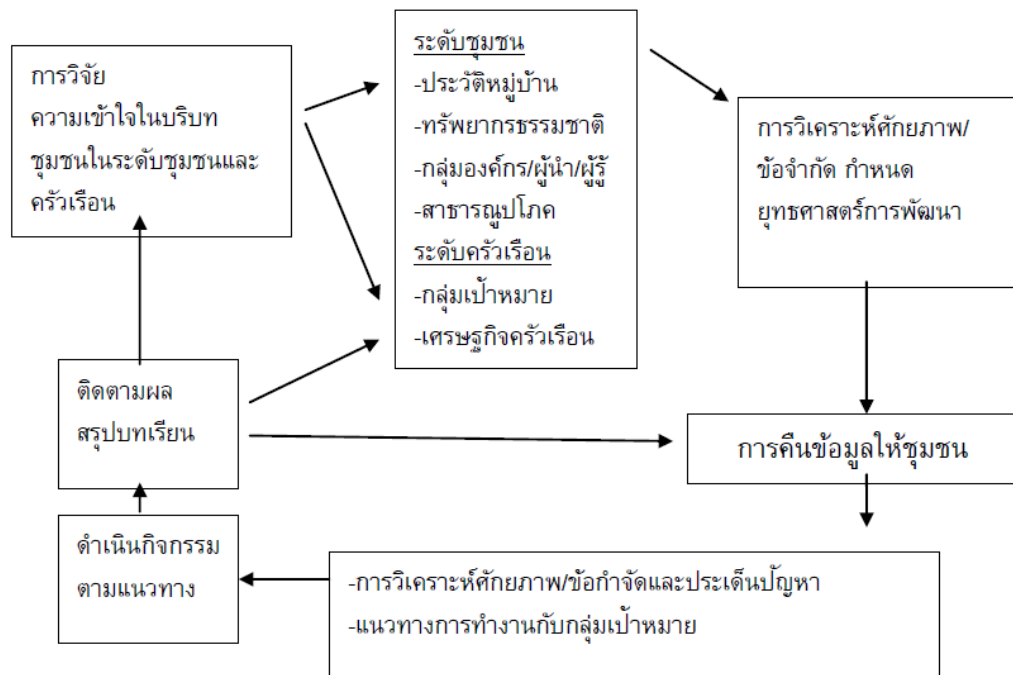 การวิจัย
ความเข้าใจในบริบท
ชุมชนในระดับชุมชนและ
ครัวเรือน
ระดับชุมชน
-ประวัติหมู่บ้าน
-ทรัพยากรธรรมชาติ
-กลุ่มองค์กร/ผู้นำ/ผู้รู้
-สาธารณูปโภค
ระดับครัวเรือน
-กลุ่มเป้าหมาย
-เศรษฐกิจครัวเรือน
การวิเคราะห์ศักยภาพ/
ข้อจำกัด กำหนด
ยุทธศาสตร์การพัฒนา
การคืนข้อมูลให้ชุมชน
-การวิเคราะห์ศักยภาพ/ข้อกำจัดและประเด็นปัญหา
-แนวทางการทำงานกับกลุ่มเป้าหมาย
ดำเนินกิจกรรม
ตามแนวทาง
ติดตามผล
สรุปบทเรียน